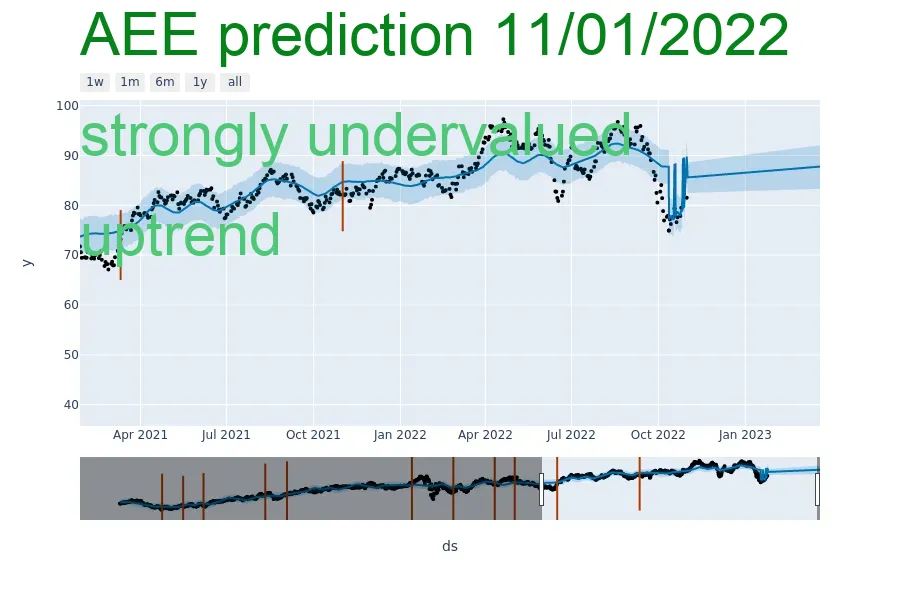 AEE prediction 11/01/2022
1w 1m 6m 1y all
strongly undervalued
uptrend
100
90
80
70
60
50
40
y
Apr 2021 Jul 2021 Oct 2021 Jan 2022 Apr 2022 Jul 2022 Oct 2022 Jan 2023
ds